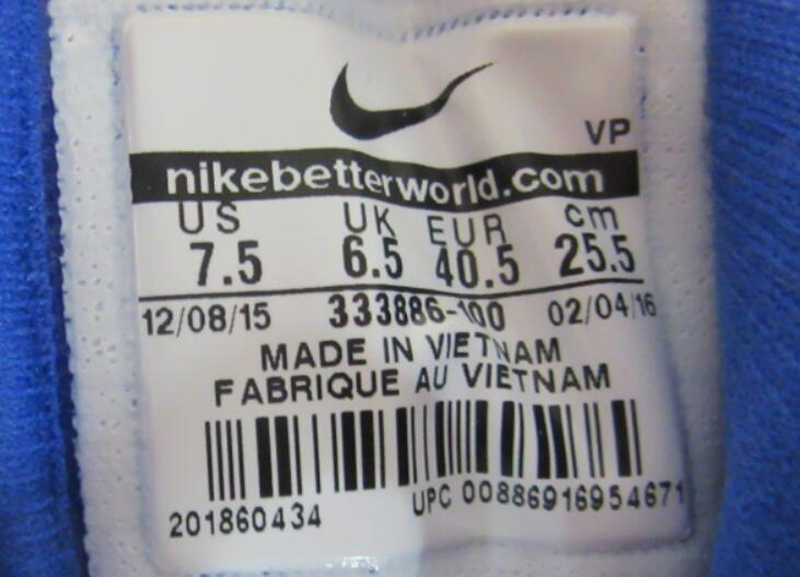 VP
nikebetterworld.com
US UK EUR cm
7.5 6.5 40.5 25.5
12/08/15 333886-100 02/04/16
MADE IN VIETNAM
FABRIQUE AU VIETNAM
201860434 UPC 00886916954671